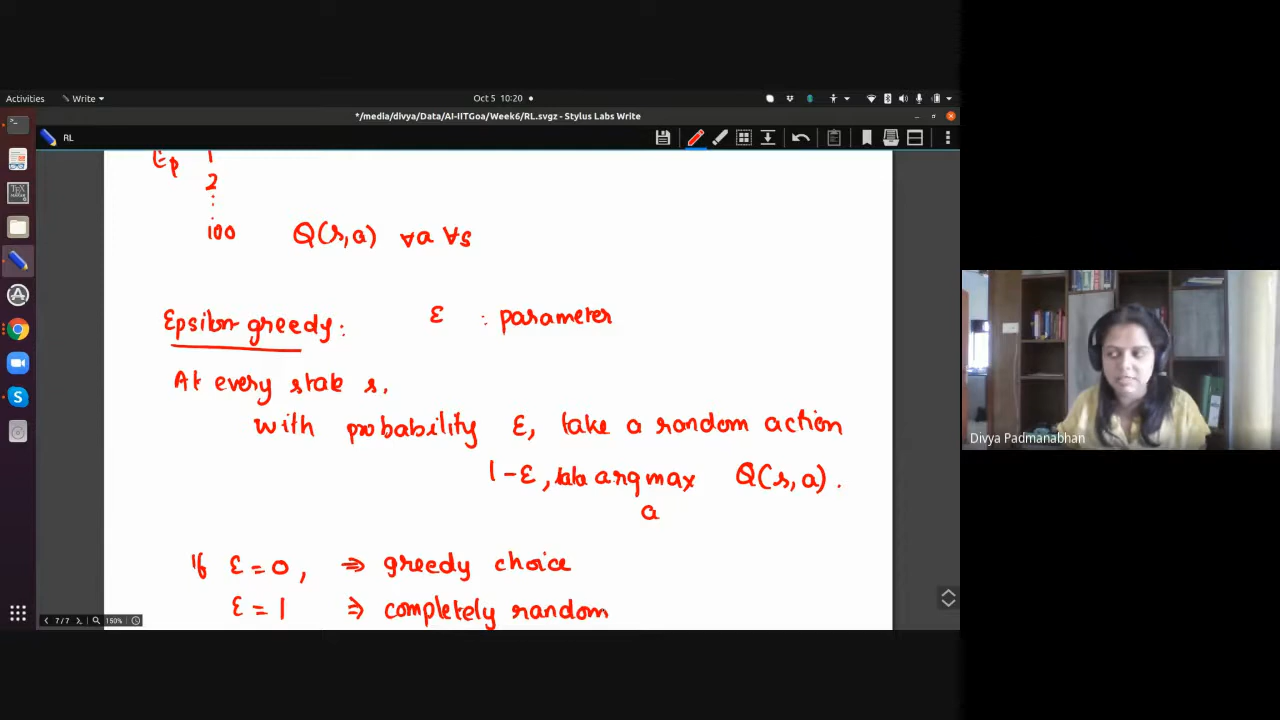 Activities Write Oct 5 10:20
*/media/divya/Data/AI-IITGoa/Week6/RL.svgz - Stylus Labs Write
RL
Ep 1
2
⋮
100 Q(s,a) ∀a ∀s
Epsilon greedy: ε : parameter
At every state s,
with probability ε, take a random action
1-ε, take argmax Q(s,a).
a
If ε=0, ⇒ greedy choice
ε=1 ⇒ completely random
7/7 150%
Divya Padmanabhan